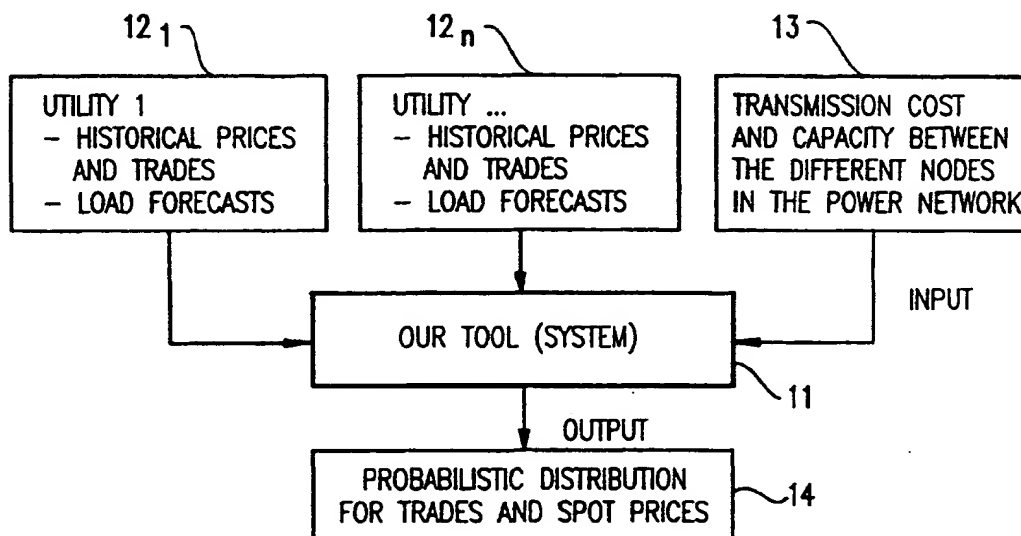 12 1
12 n
13
UTILITY 1
– HISTORICAL PRICES
AND TRADES
– LOAD FORECASTS
UTILITY ...
– HISTORICAL PRICES
AND TRADES
– LOAD FORECASTS
TRANSMISSION COST
AND CAPACITY BETWEEN
THE DIFFERENT NODES
IN THE POWER NETWORK
INPUT
OUR TOOL (SYSTEM)
11
OUTPUT
PROBABILISTIC DISTRIBUTION
FOR TRADES AND SPOT PRICES
14